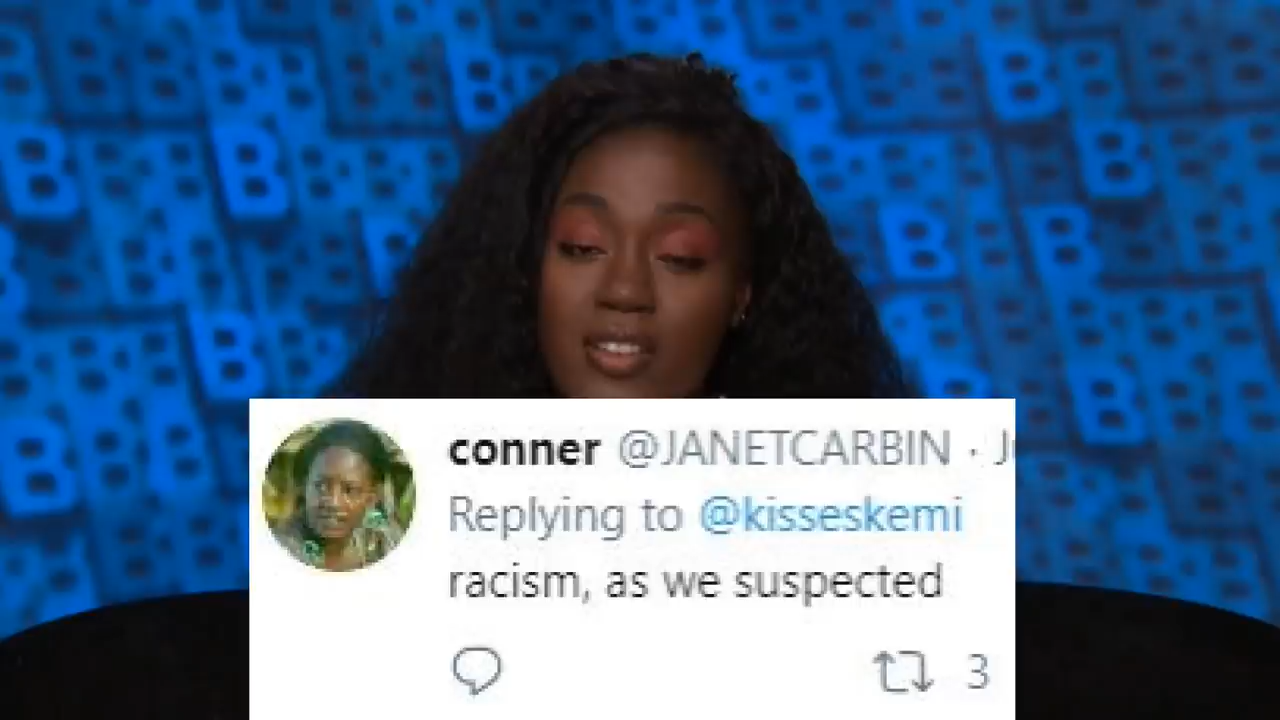 conner @JANETCARBIN · J
Replying to @kisseskemi
racism, as we suspected
3